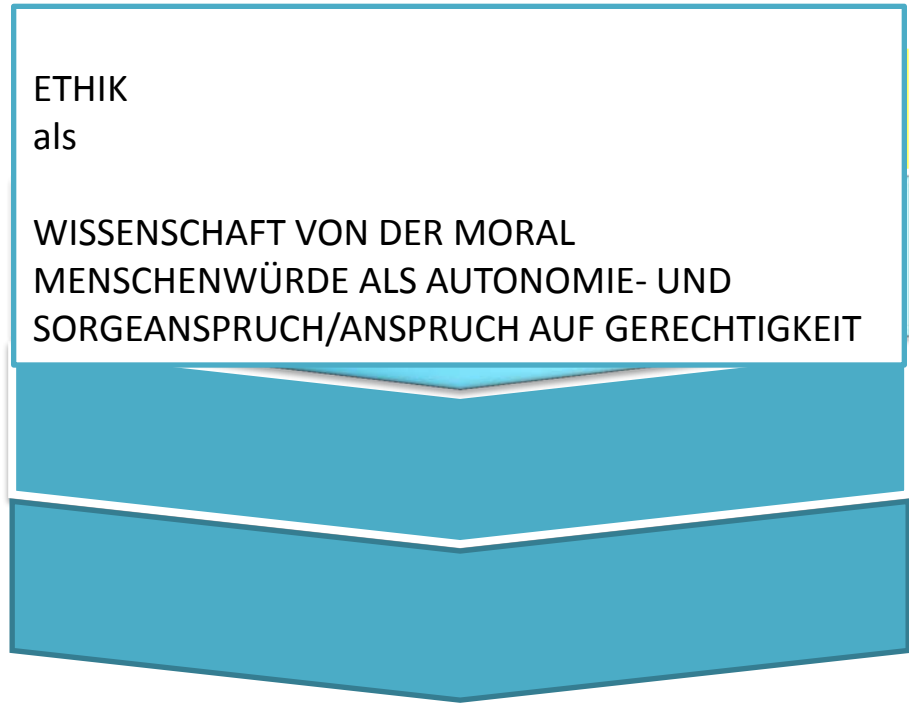 ETHIK
als
WISSENSCHAFT VON DER MORAL
MENSCHENWÜRDE ALS AUTONOMIE- UND
SORGEANSPRUCH/ANSPRUCH AUF GERECHTIGKEIT